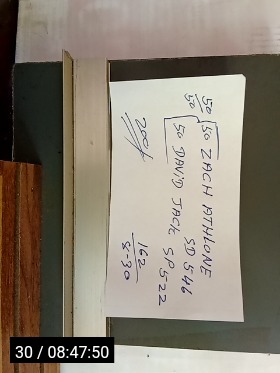 50 50 ZACH ATHLONE
SD 546
50 50 DAVID JACK SP 522
200/ 162
8-30
30 / 08:47:50